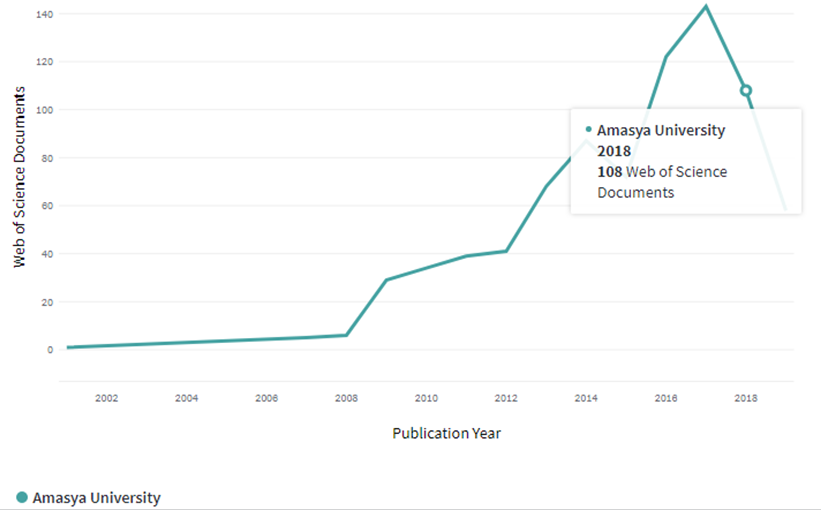 140
120
100
80
60
40
20
0
Web of Science Documents
Amasya University
2018
108 Web of Science
Documents
2002 2004 2006 2008 2010 2012 2014 2016 2018
Publication Year
Amasya University